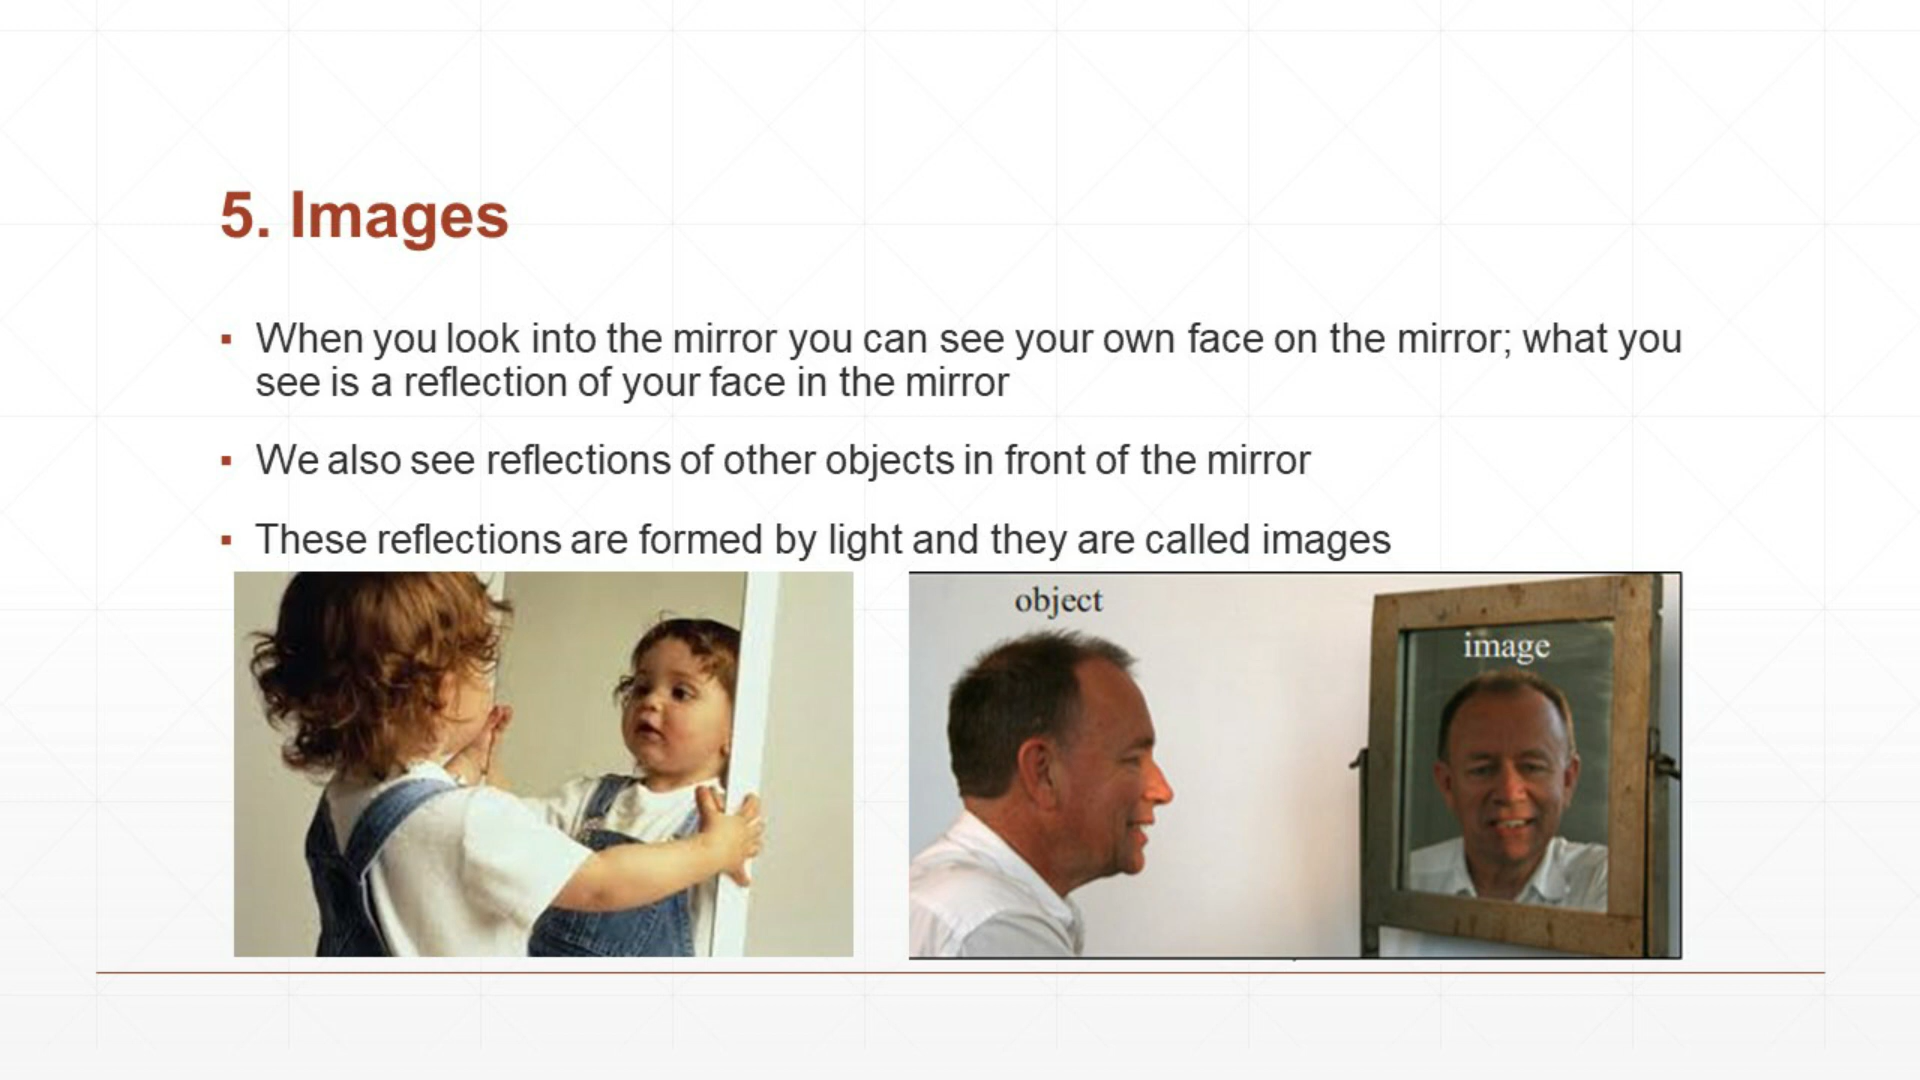 5. Images
▪ When you look into the mirror you can see your own face on the mirror; what you
see is a reflection of your face in the mirror
▪ We also see reflections of other objects in front of the mirror
▪ These reflections are formed by light and they are called images
object
image